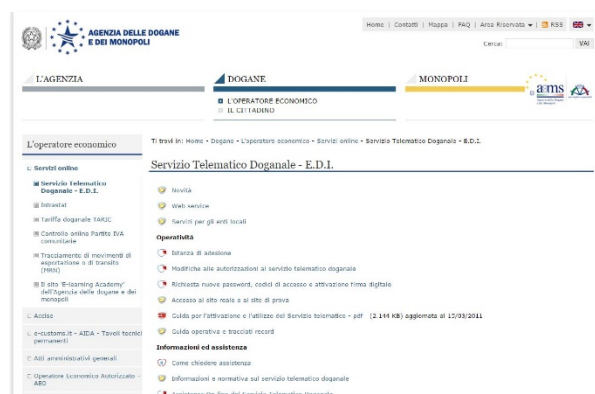 Home | Contatti | Mappa | FAQ | Area Riservata | RSS
AGENZIA DELLE DOGANE
E DEI MONOPOLI
Cerca: VAI
L'AGENZIA
DOGANE
MONOPOLI
aams
L'OPERATORE ECONOMICO
IL CITTADINO
L'operatore economico
Ti trovi in: Home • Dogane • L'operatore economico • Servizi online • Servizio Telematico Doganale - E.D.I.
Servizio Telematico Doganale - E.D.I.
Servizi online
Servizio Telematico
Doganale - E.D.I.
Intrastat
Tariffa doganale TARIC
Controllo online Partite IVA
comunitarie
Tracciamento di movimenti di
esportazione o di transito
(MRN)
Il sito 'E-learning Academy'
dell'Agenzia delle dogane e dei
monopoli
Accise
e-customs.it - AIDA - Tavoli tecnici
permanenti
Atti amministrativi generali
Operatore Economico Autorizzato -
AEO
Novità
Web service
Servizi per gli enti locali
Operatività
Istanza di adesione
Modifiche alle autorizzazioni al servizio telematico doganale
Richiesta nuove password, codici di accesso e attivazione firma digitale
Accesso al sito reale e al sito di prova
Guida per l'attivazione e l'utilizzo del Servizio telematico - pdf (2.144 KB) aggiornata al 15/03/2011
Guida operativa e tracciati record
Informazioni ed assistenza
Come chiedere assistenza
Informazioni e normativa sul servizio telematico doganale
Assistenza On-line del Servizio Telematico Doganale